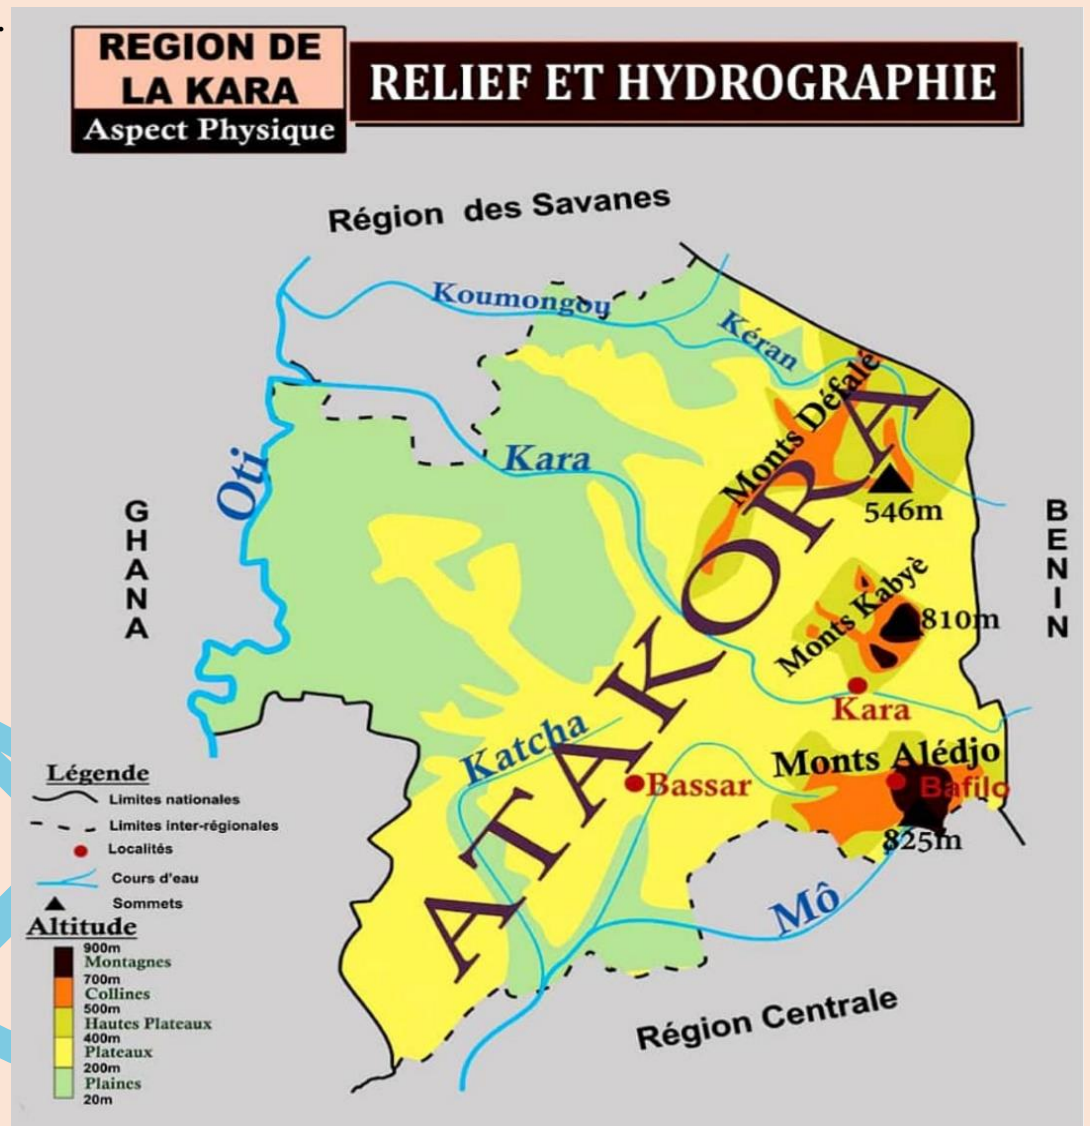 REGION DE
LA KARA
Aspect Physique
RELIEF ET HYDROGRAPHIE
Région des Savanes
Koumongou
Kéran
Monts Défalé
Oti
Kara
546m
GHANA
BENIN
ATAKORA
Monts Kabyè
810m
Kara
Katcha
Bassar
Monts Alédjo
Bafilo
825m
Mô
Région Centrale
Légende
Limites nationales
Limites inter-régionales
Localités
Cours d'eau
Sommets
Altitude
900m
Montagnes
700m
Collines
500m
Hautes Plateaux
400m
Plateaux
200m
Plaines
20m